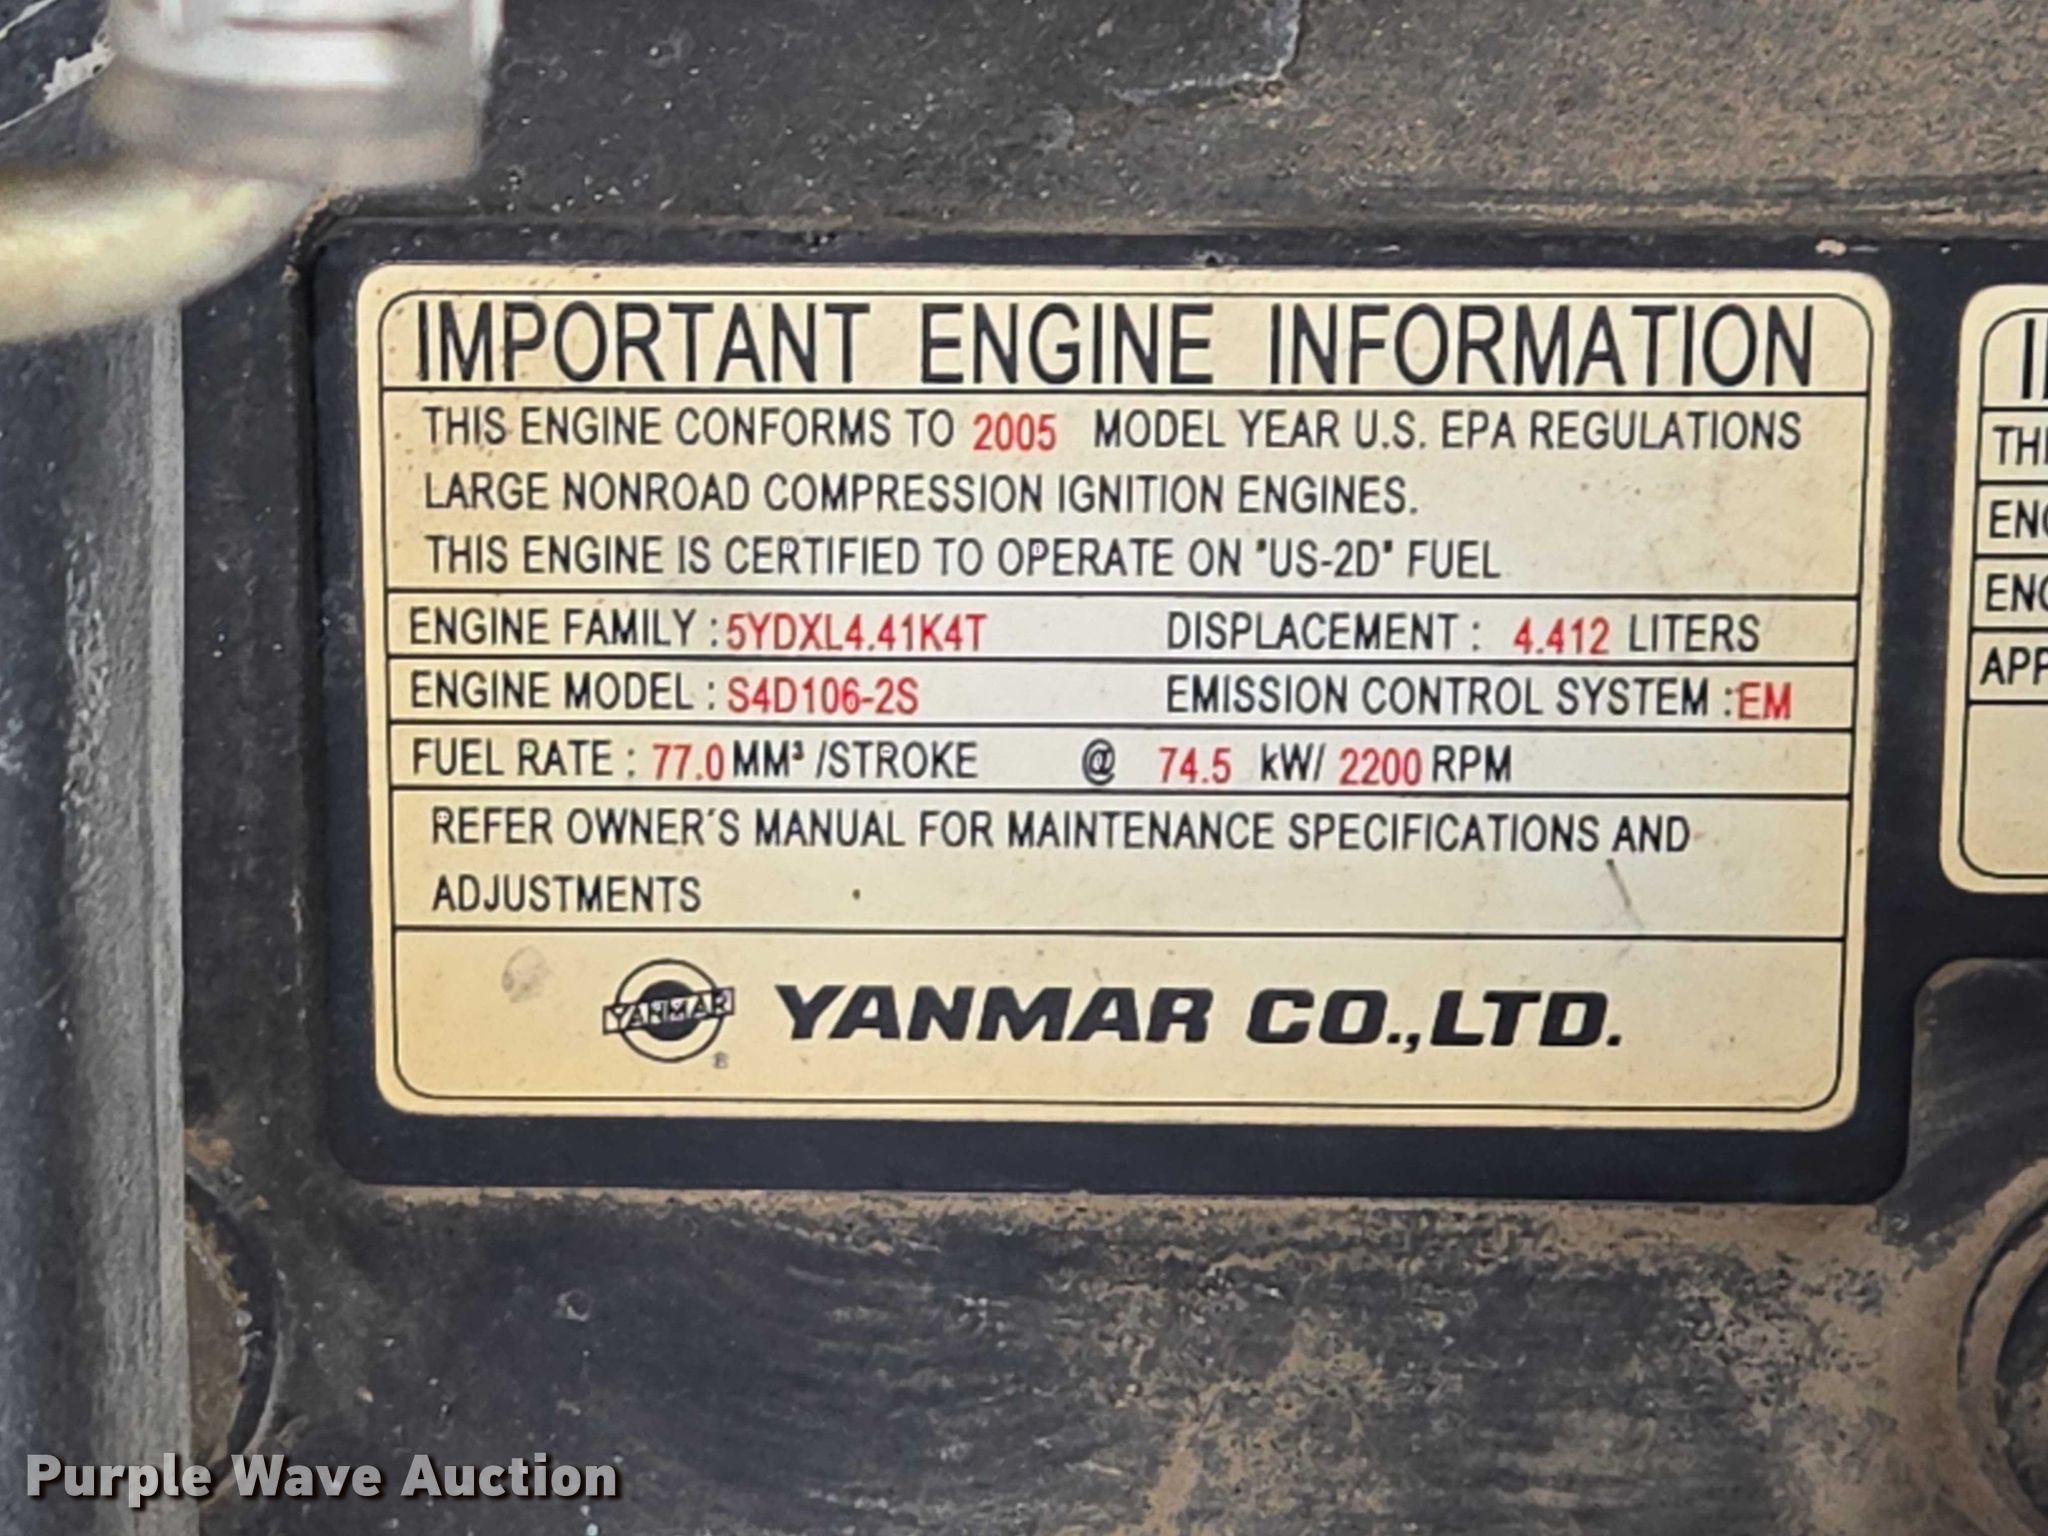 IMPORTANT ENGINE INFORMATION
THIS ENGINE CONFORMS TO 2005 MODEL YEAR U.S. EPA REGULATIONS
LARGE NONROAD COMPRESSION IGNITION ENGINES.
THIS ENGINE IS CERTIFIED TO OPERATE ON "US-2D" FUEL
ENGINE FAMILY : 5YDXL4.41K4T DISPLACEMENT : 4.412 LITERS
ENGINE MODEL : S4D106-2S EMISSION CONTROL SYSTEM : EM
FUEL RATE : 77.0 MM³ /STROKE @ 74.5 kW/ 2200 RPM
REFER OWNER'S MANUAL FOR MAINTENANCE SPECIFICATIONS AND
ADJUSTMENTS
YANMAR ® YANMAR CO.,LTD.
Purple Wave Auction